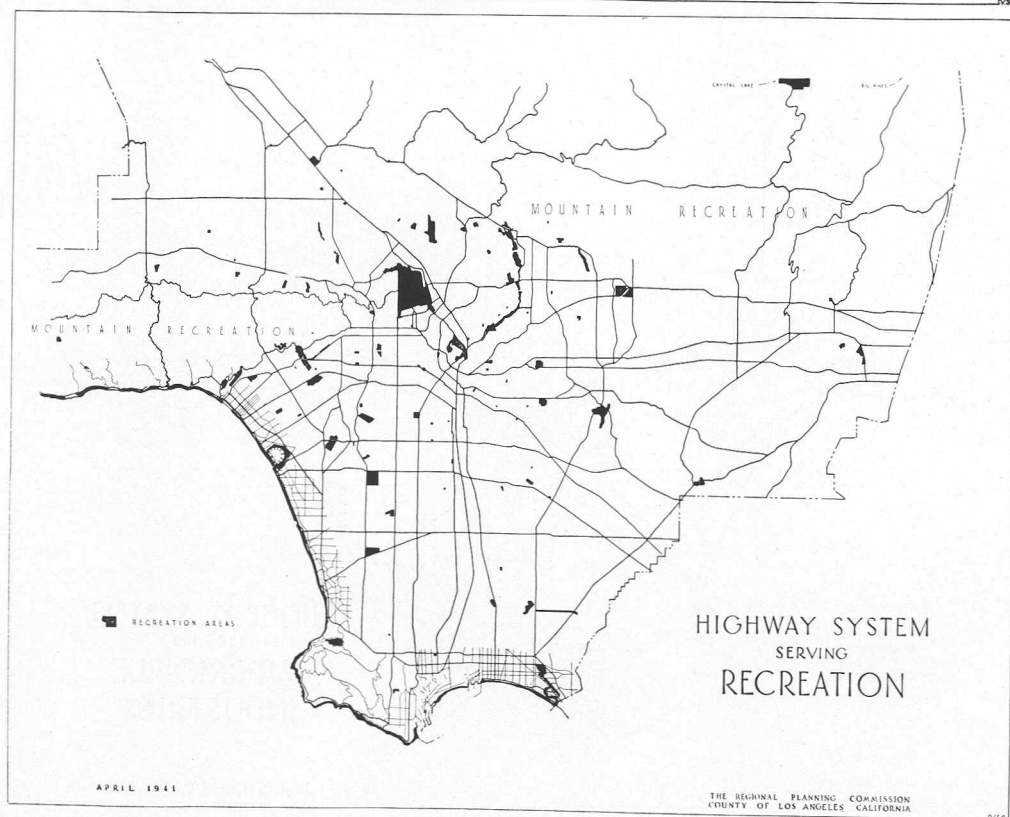 CRYSTAL LAKE
BIG PINES
MOUNTAIN RECREATION
MOUNTAIN RECREATION
RECREATION AREAS
HIGHWAY SYSTEM
SERVING
RECREATION
APRIL 1941
THE REGIONAL PLANNING COMMISSION
COUNTY OF LOS ANGELES CALIFORNIA